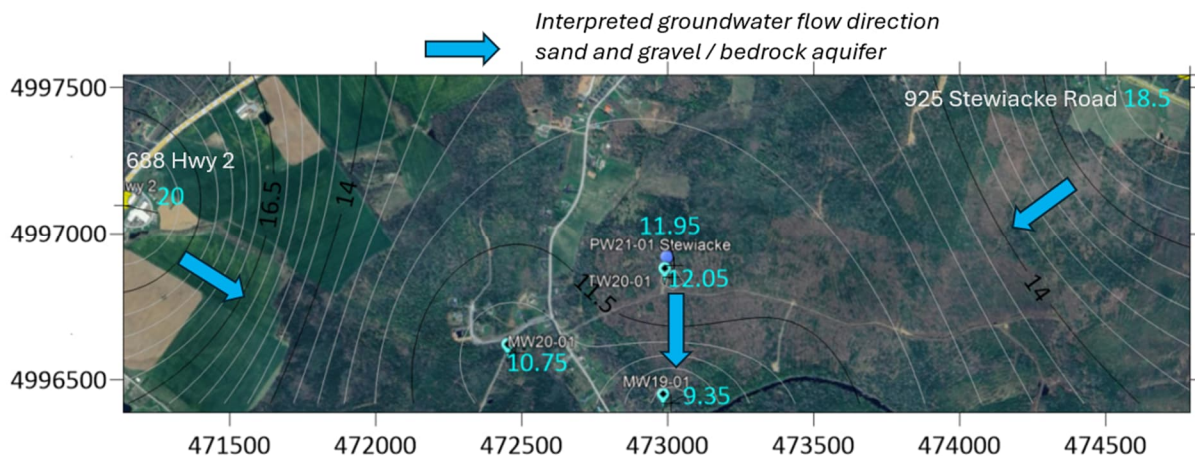 Interpreted groundwater flow direction
sand and gravel / bedrock aquifer
4997500
925 Stewiacke Road 18.5
688 Hwy 2
wy 2 20
16.5
14
4997000
11.95
PW21-01 Stewiacke
TW20-01 12.05
11.5
14
MW20-01
10.75
4996500
MW19-01
9.35
471500 472000 472500 473000 473500 474000 474500